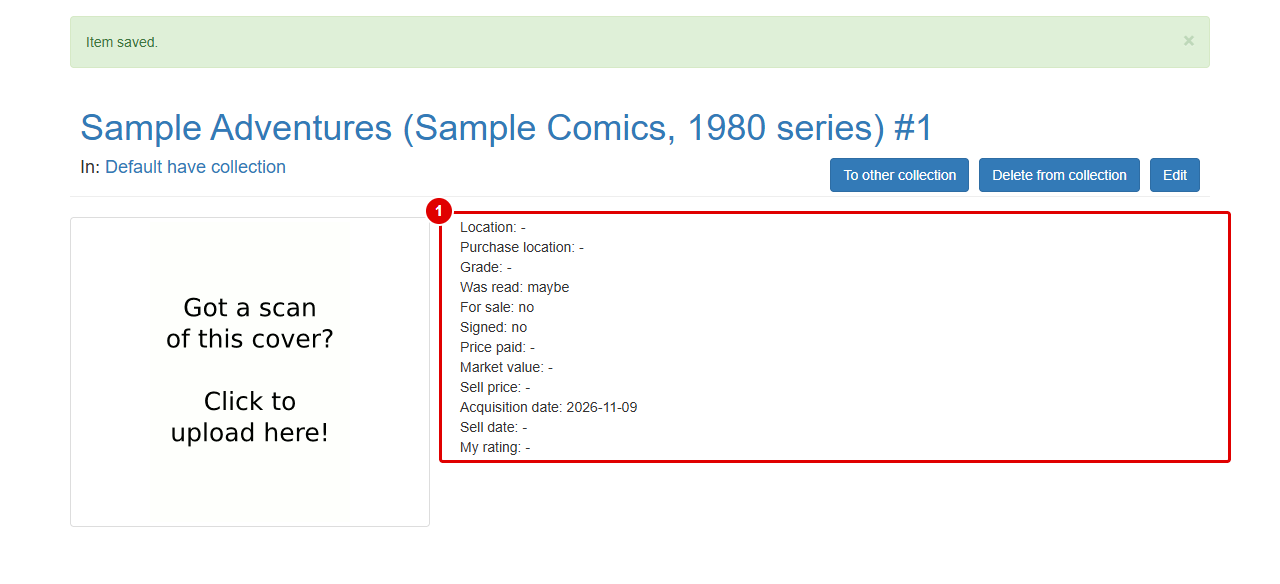 Item saved.
×
Sample Adventures (Sample Comics, 1980 series) #1
In: Default have collection
To other collection
Delete from collection
Edit
1
Got a scan
of this cover?
Click to
upload here!
Location: -
Purchase location: -
Grade: -
Was read: maybe
For sale: no
Signed: no
Price paid: -
Market value: -
Sell price: -
Acquisition date: 2026-11-09
Sell date: -
My rating: -